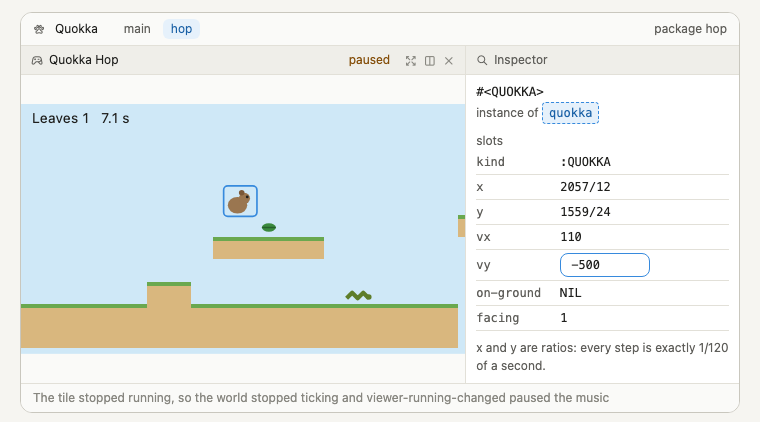 Quokka main hop package hop
Quokka Hop paused
Inspector
Leaves 1 7.1 s
#<QUOKKA>
instance of quokka
slots
kind :QUOKKA
x 2057/12
y 1559/24
vx 110
vy −500
on−ground NIL
facing 1
x and y are ratios: every step is exactly 1/120
of a second.
The tile stopped running, so the world stopped ticking and viewer-running-changed paused the music